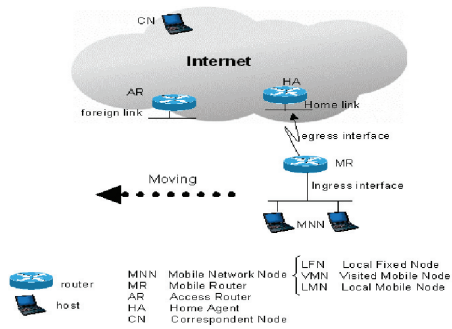 CN
Internet
HA
AR
Home link
foreign link
egress interface
MR
Moving
Ingress interface
MNN
router
host
MNN Mobile Network Node
MR Mobile Router
AR Access Router
HA Home Agent
CN Correspondent Node
LFN Local Fixed Node
VMN Visited Mobile Node
LMN Local Mobile Node